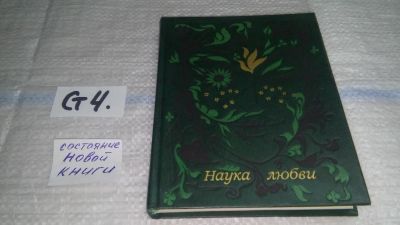 G4.
состояние
новой
книги
Наука любви